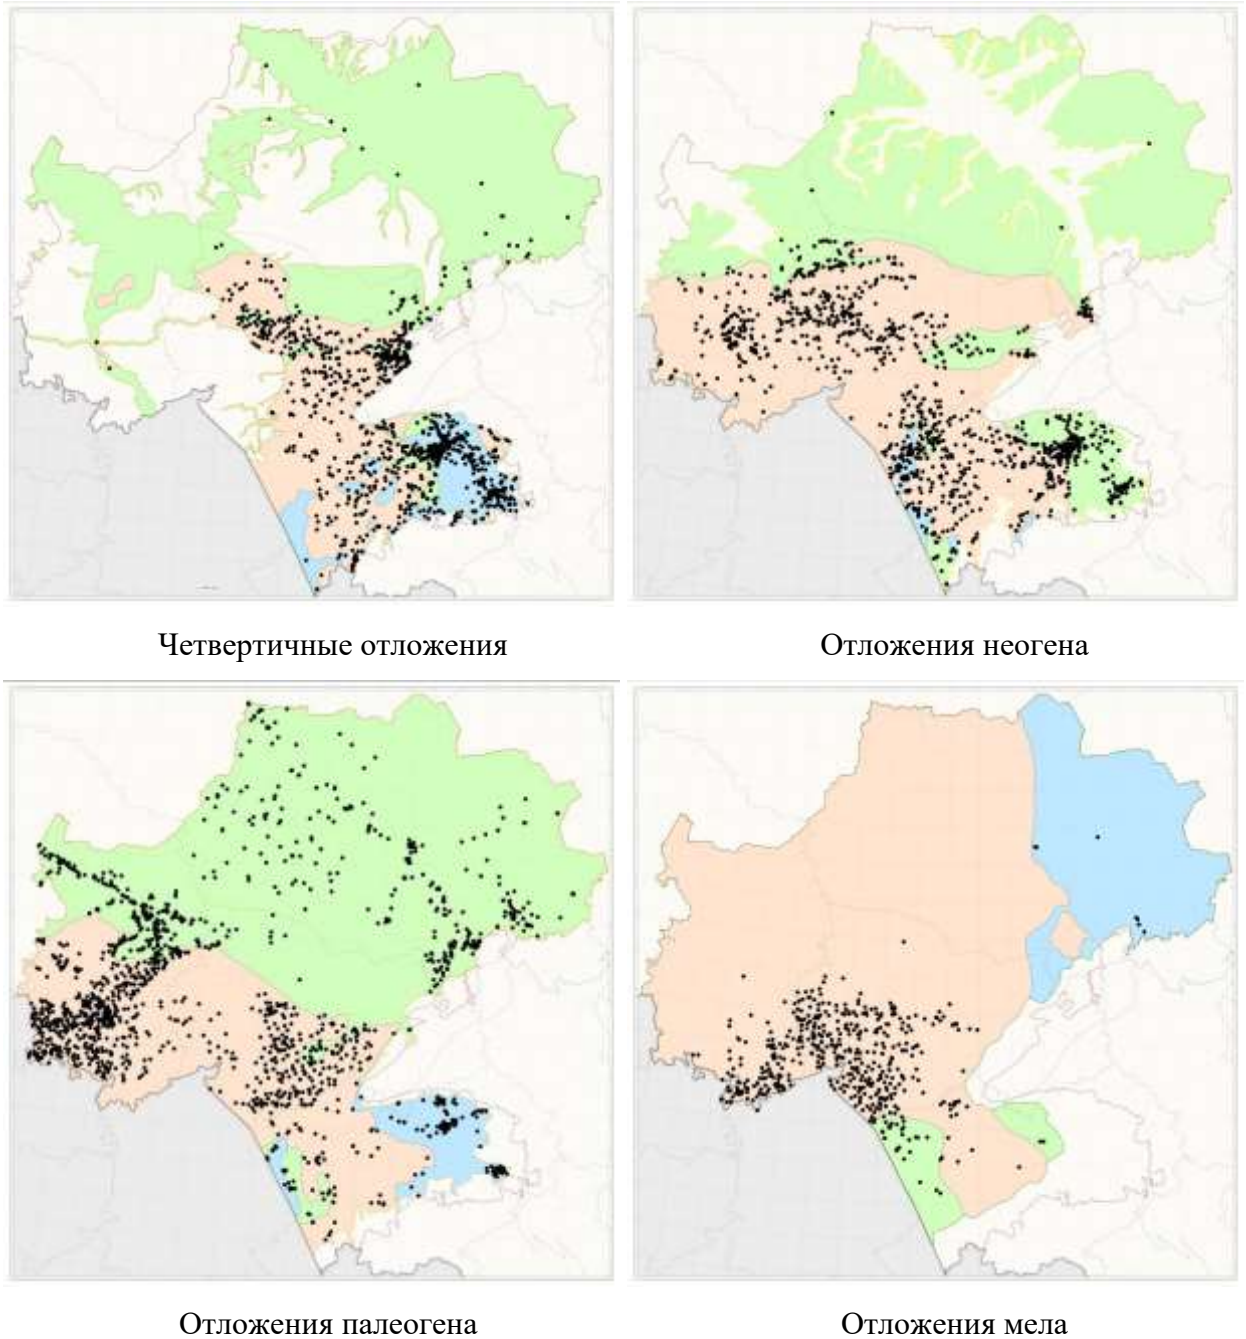 Четвертичные отложения
Отложения неогена
Отложения палеогена
Отложения мела